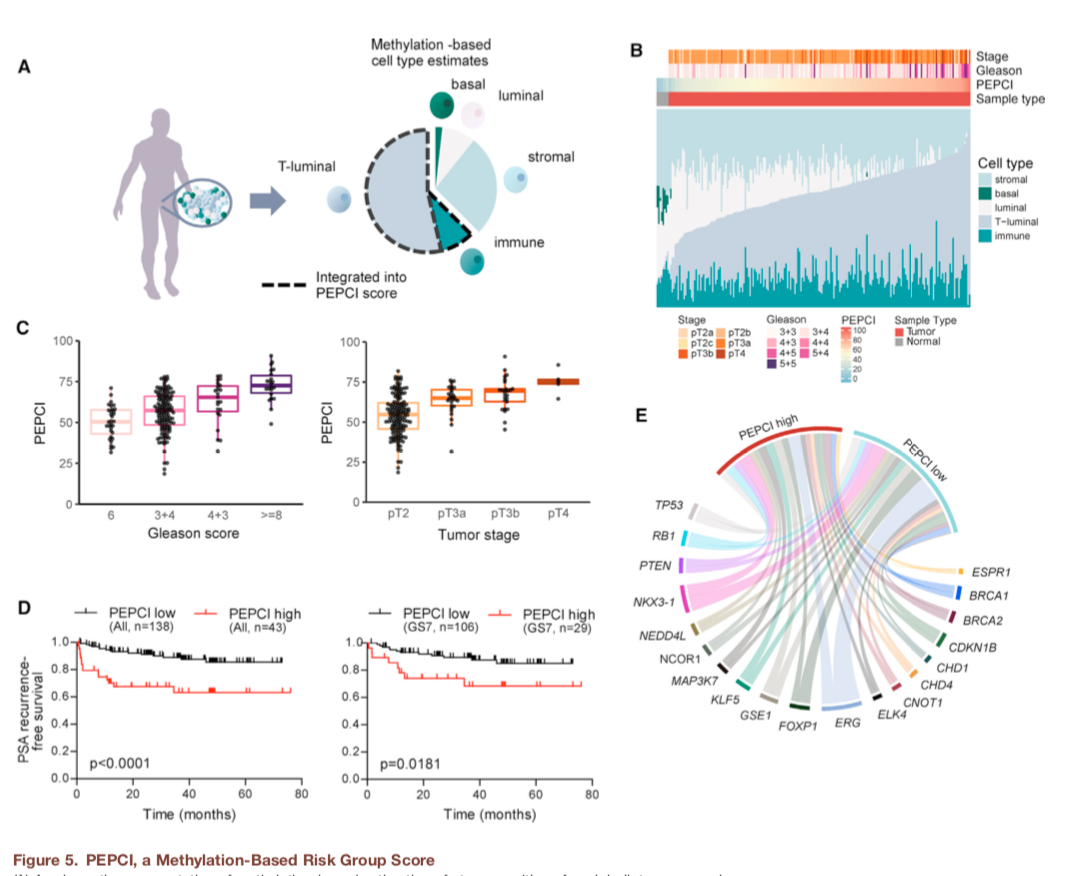 A
Methylation -based
cell type estimates
basal
luminal
T-luminal
stromal
immune
Integrated into
PEPCI score
B
Stage
Gleason
PEPCI
Sample type
Cell type
stromal
basal
luminal
T-luminal
immune
Stage
pT2a pT2b
pT2c pT3a
pT3b pT4
Gleason
3+3 3+4
4+3 4+4
4+5 5+4
5+5
PEPCI
100
80
60
40
20
0
Sample Type
Tumor
Normal
C
PEPCI
100
75
50
25
0
6 3+4 4+3 >=8
Gleason score
PEPCI
100
75
50
25
0
pT2 pT3a pT3b pT4
Tumor stage
D
PEPCI low
(All, n=138)
PEPCI high
(All, n=43)
PSA recurrence-
free survival
1.0
0.8
0.6
0.4
0.2
0.0
p<0.0001
0 20 40 60 80
Time (months)
PEPCI low
(GS7, n=106)
PEPCI high
(GS7, n=29)
1.0
0.8
0.6
0.4
0.2
0.0
p=0.0181
0 20 40 60 80
Time (months)
E
PEPCI high
PEPCI low
TP53
RB1
PTEN
NKX3-1
NEDD4L
NCOR1
MAP3K7
KLF5
GSE1
FOXP1
ERG
ELK4
CNOT1
CHD4
CHD1
CDKN1B
BRCA2
BRCA1
ESPR1
Figure 5. PEPCI, a Methylation-Based Risk Group Score